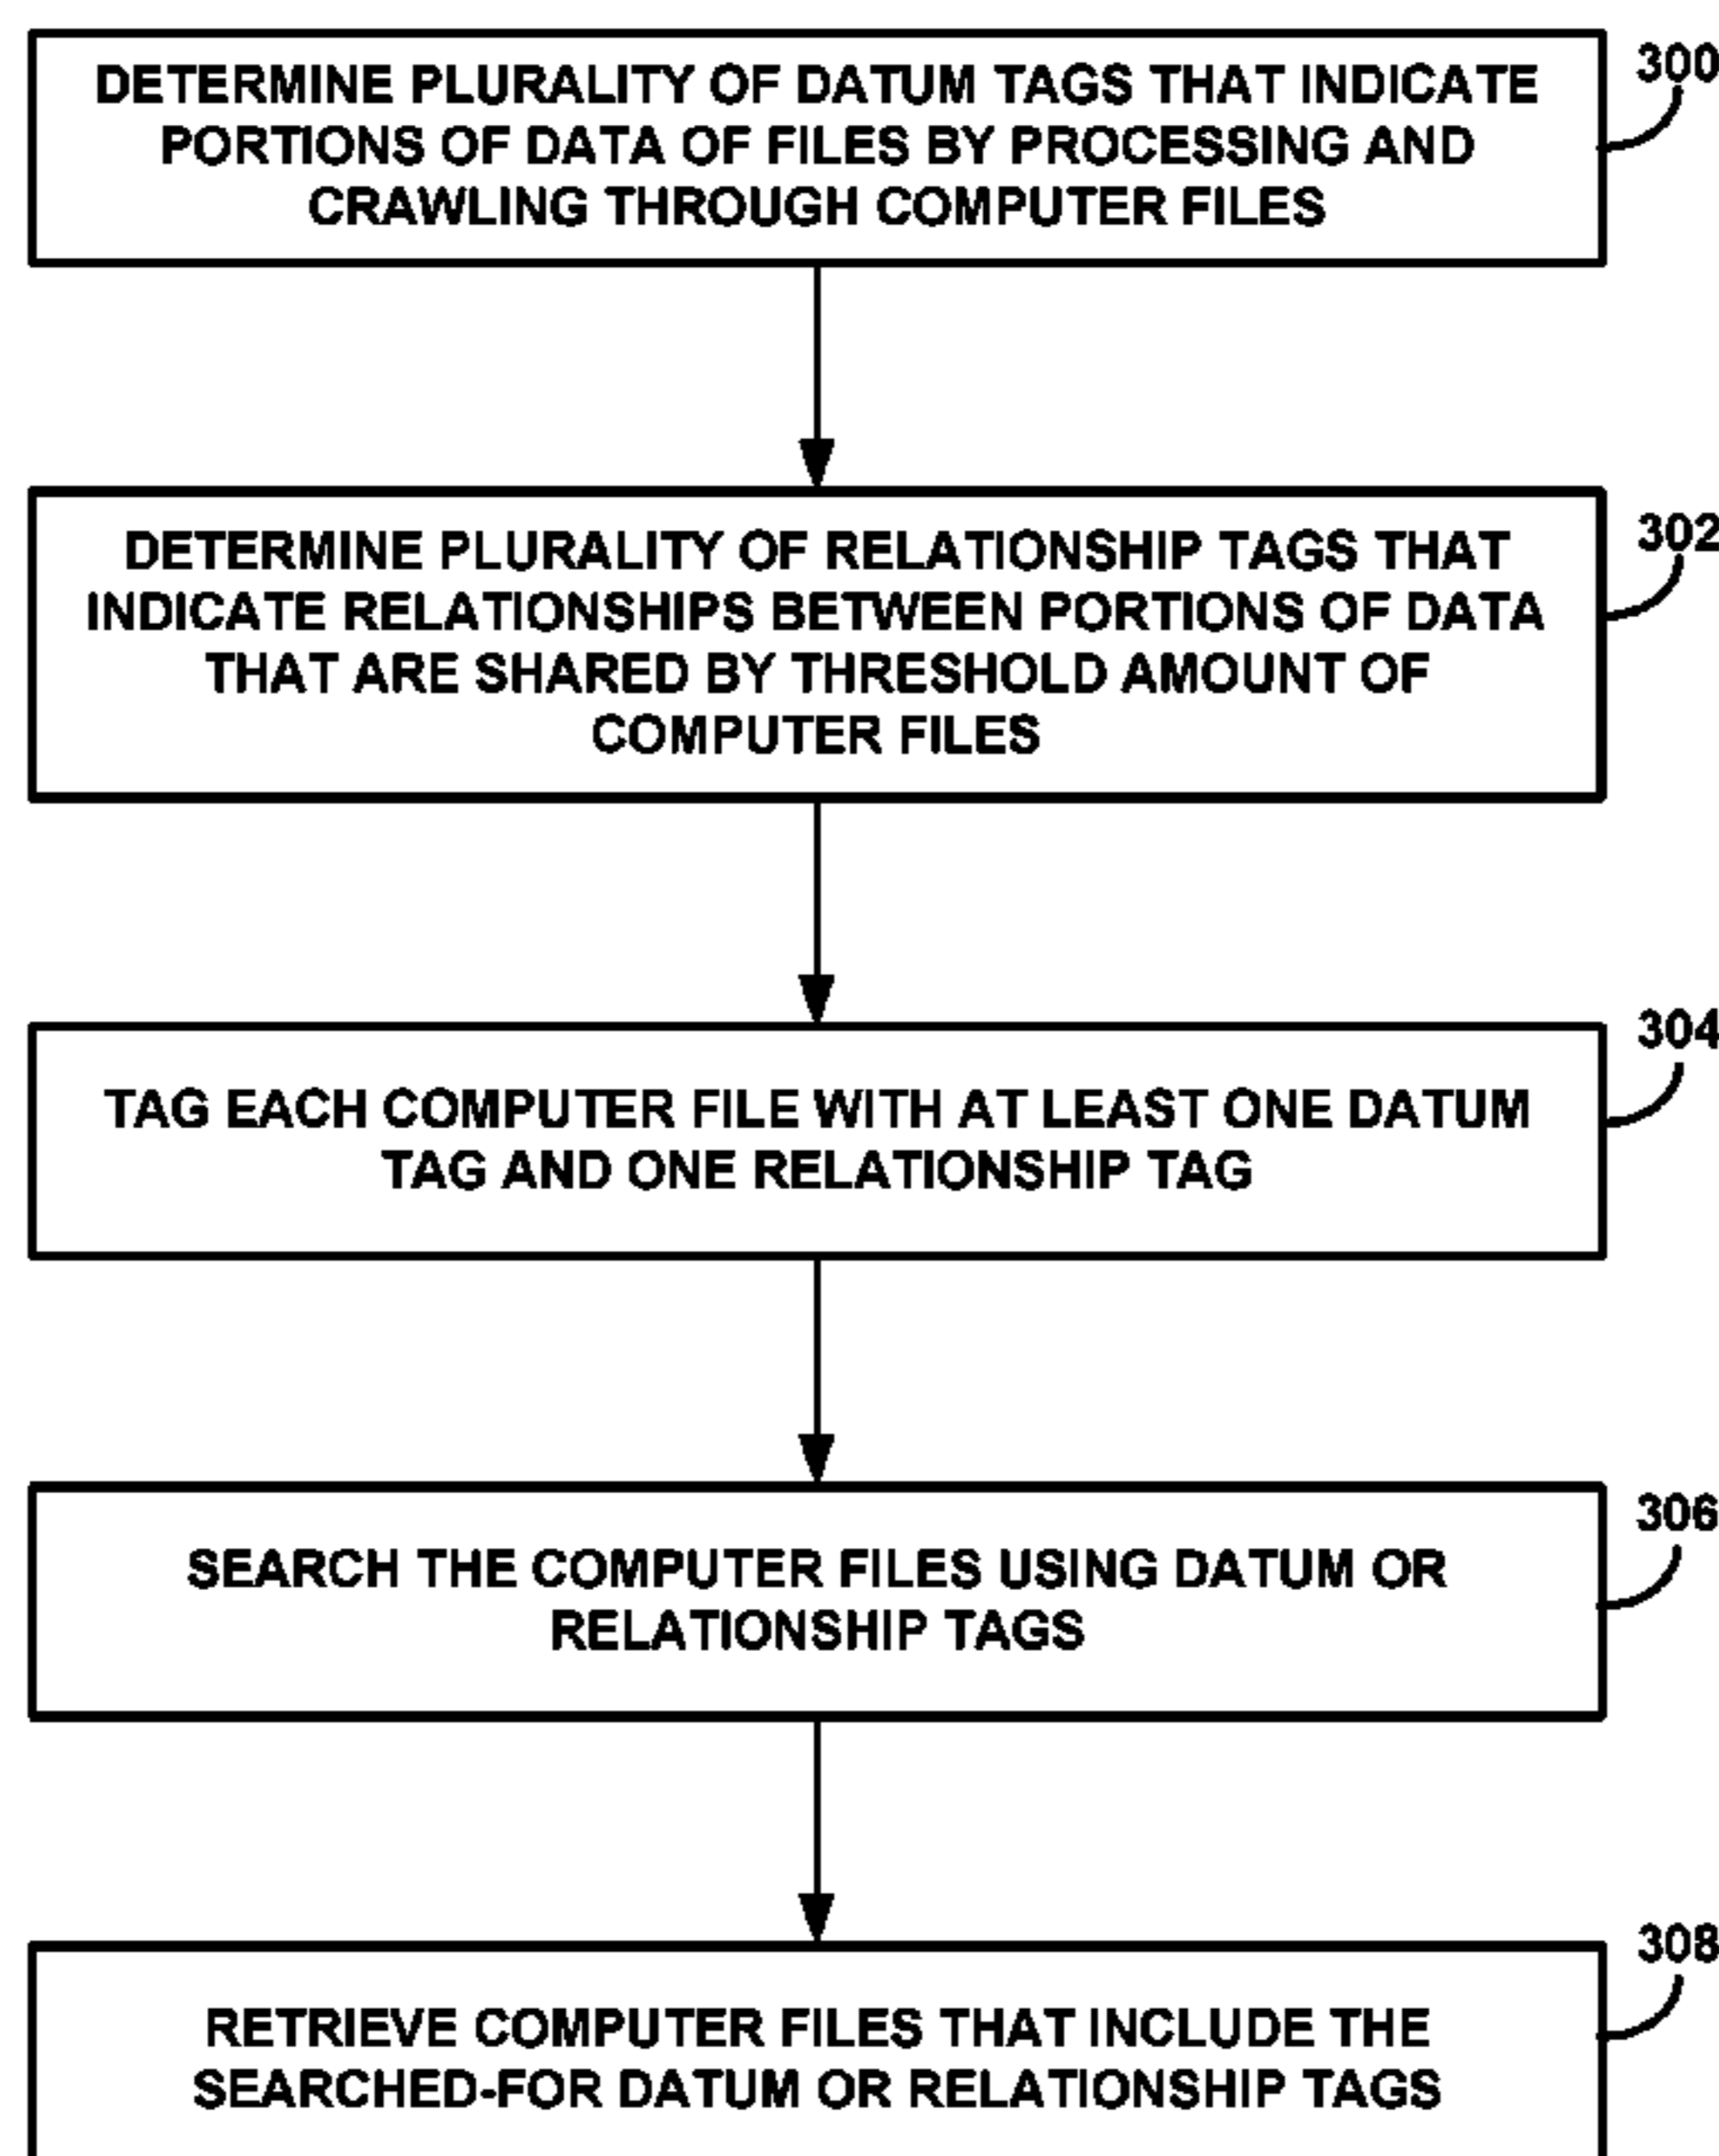 300
DETERMINE PLURALITY OF DATUM TAGS THAT INDICATE
PORTIONS OF DATA OF FILES BY PROCESSING AND
CRAWLING THROUGH COMPUTER FILES
302
DETERMINE PLURALITY OF RELATIONSHIP TAGS THAT
INDICATE RELATIONSHIPS BETWEEN PORTIONS OF DATA
THAT ARE SHARED BY THRESHOLD AMOUNT OF
COMPUTER FILES
304
TAG EACH COMPUTER FILE WITH AT LEAST ONE DATUM
TAG AND ONE RELATIONSHIP TAG
306
SEARCH THE COMPUTER FILES USING DATUM OR
RELATIONSHIP TAGS
308
RETRIEVE COMPUTER FILES THAT INCLUDE THE
SEARCHED-FOR DATUM OR RELATIONSHIP TAGS